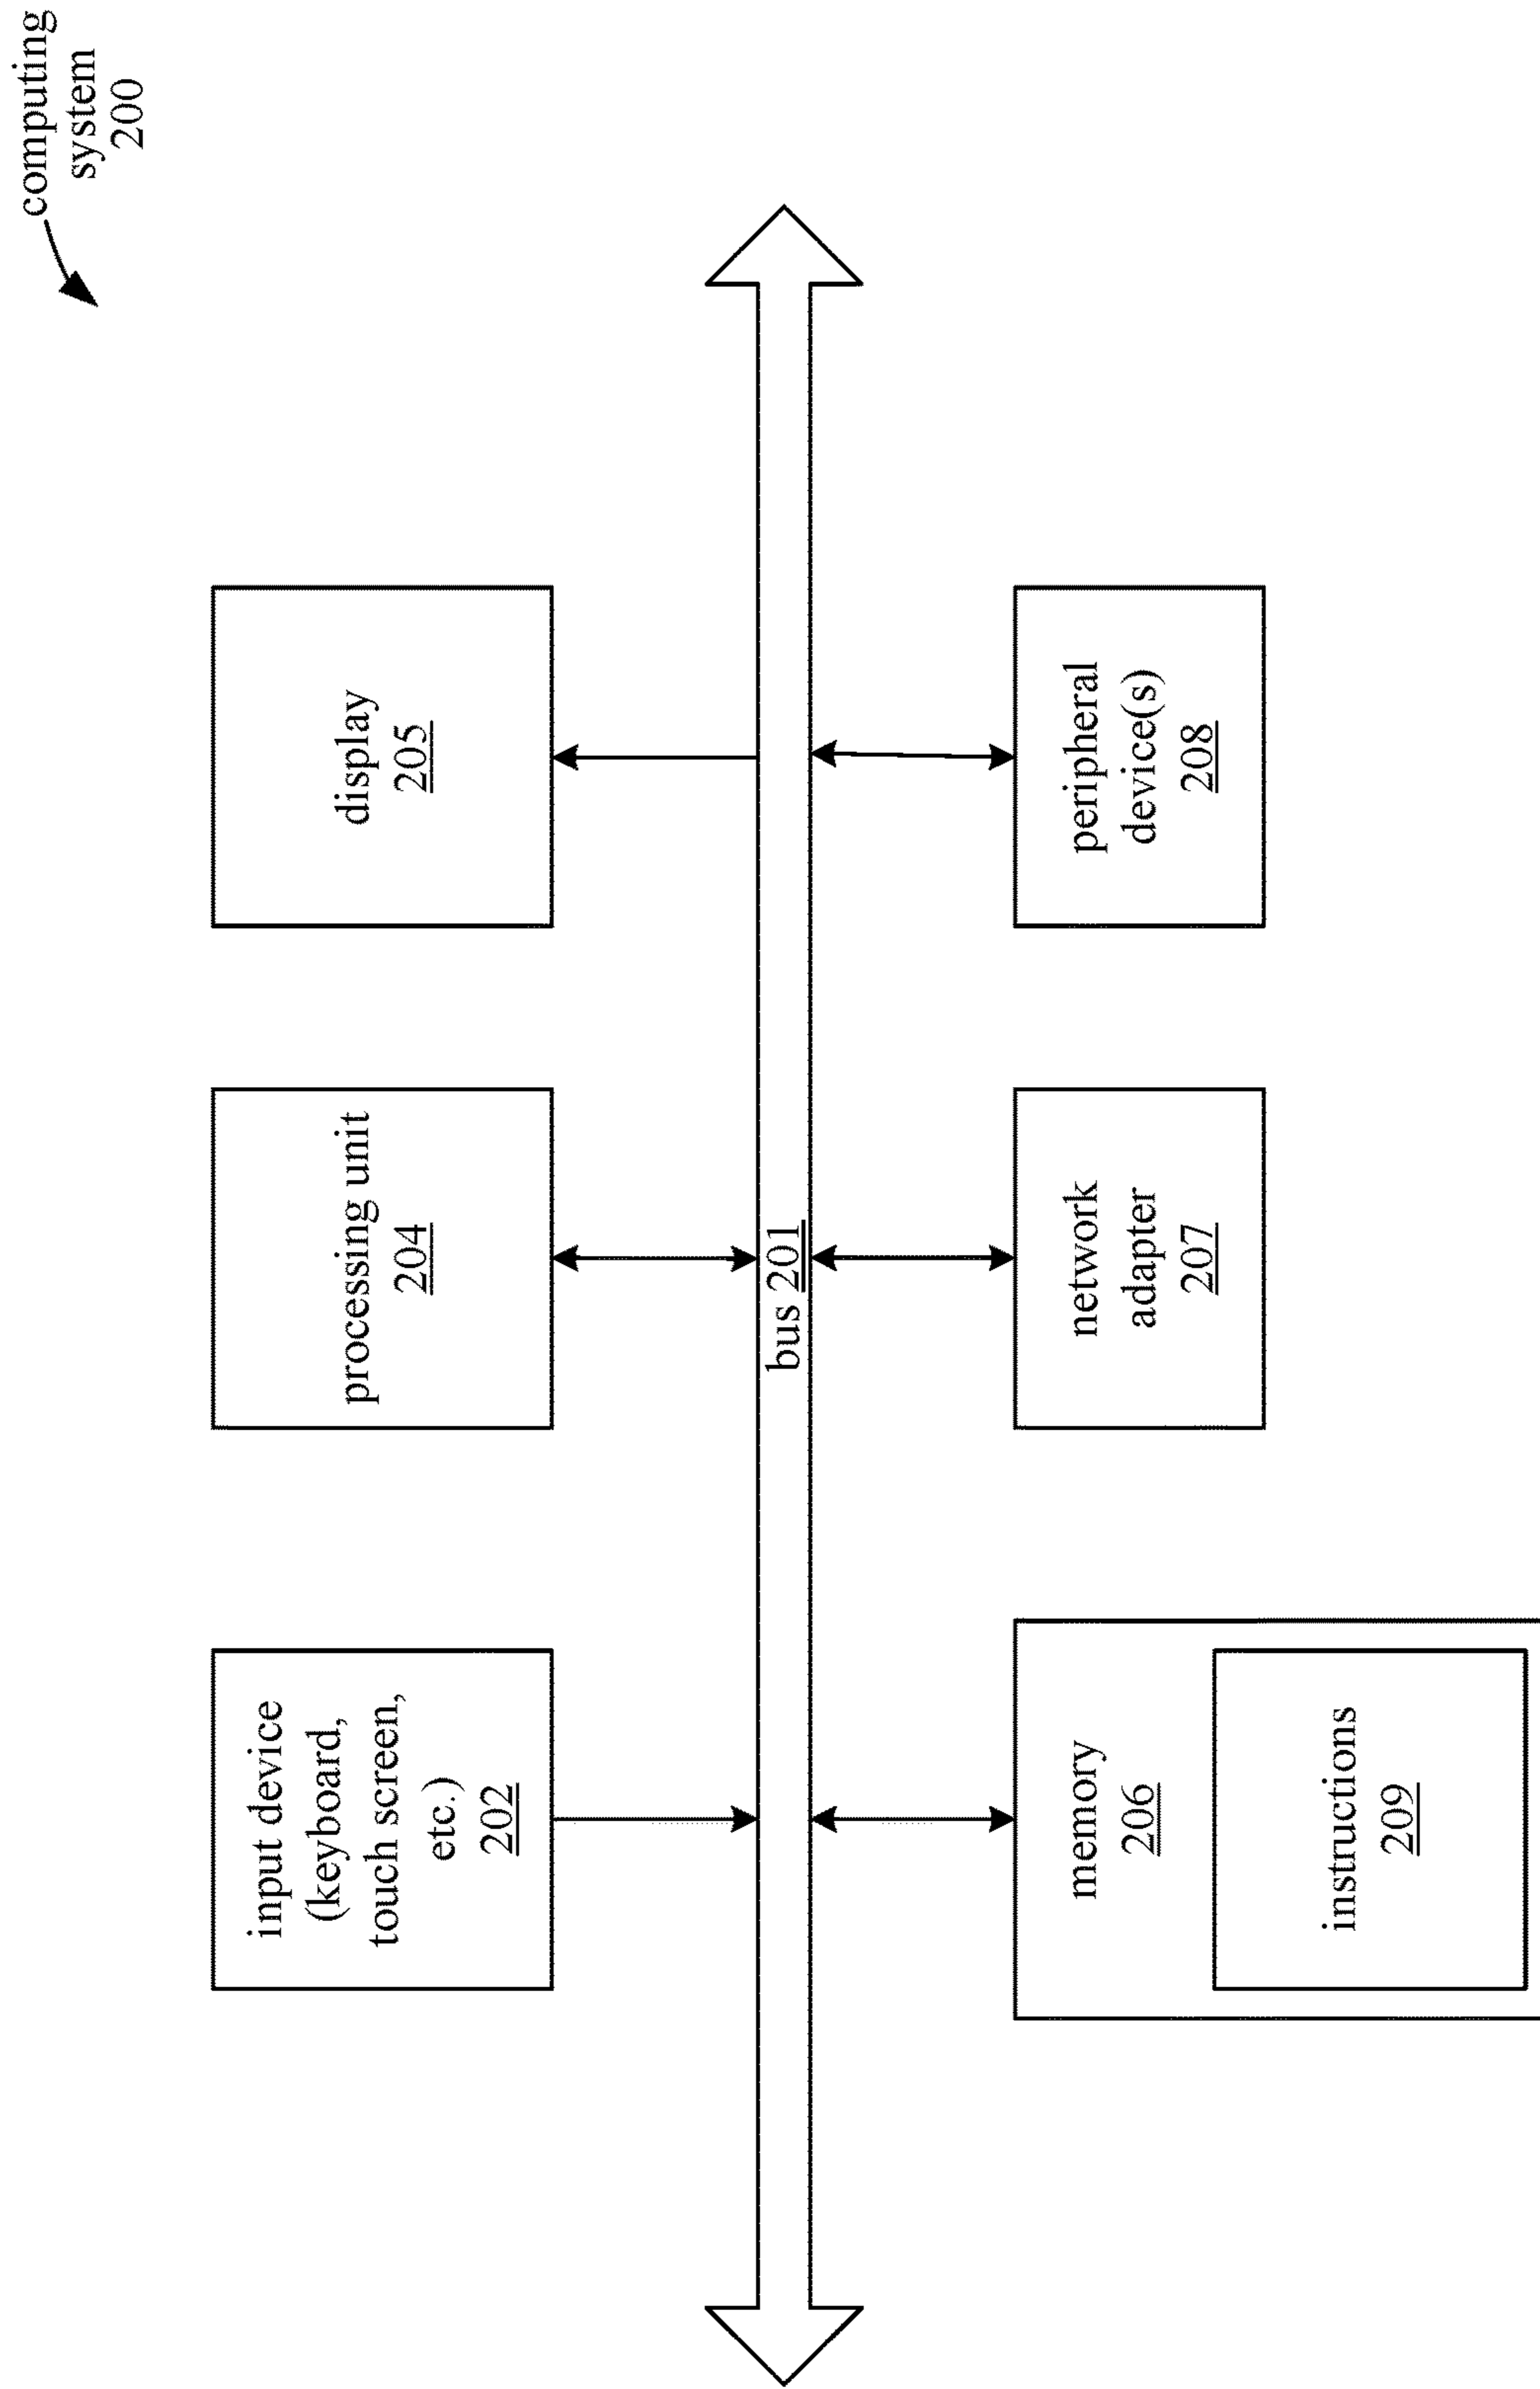 computing
system
200
input device
(keyboard,
touch screen,
etc.)
202
processing unit
204
display
205
bus 201
memory
206
instructions
209
network
adapter
207
peripheral
device(s)
208